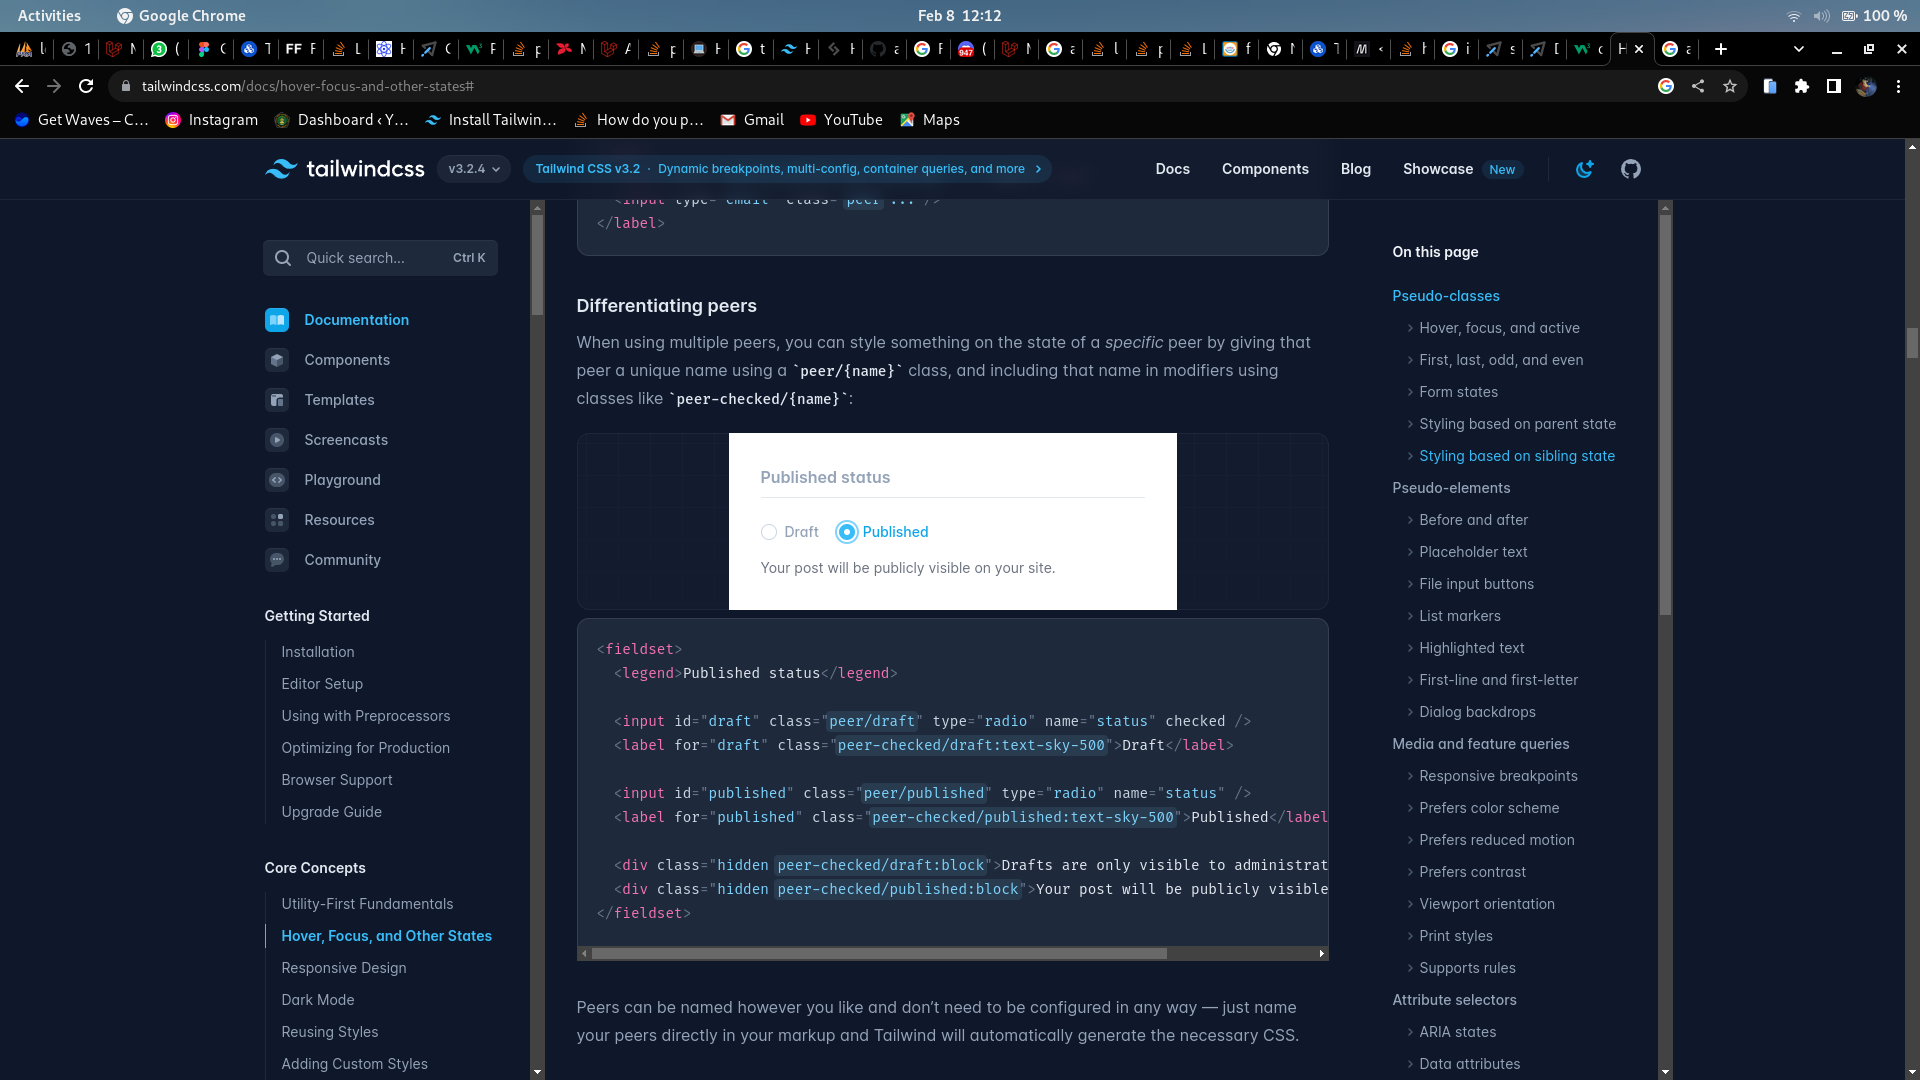 Activities
Google Chrome
Feb 8 12:12
100 %
tailwindcss.com/docs/hover-focus-and-other-states#
Get Waves – C...
Instagram
Dashboard ‹ Y...
Install Tailwin...
How do you p...
Gmail
YouTube
Maps
tailwindcss
v3.2.4
Tailwind CSS v3.2 · Dynamic breakpoints, multi-config, container queries, and more
Docs
Components
Blog
Showcase
New
Quick search...
Ctrl K
Documentation
Components
Templates
Screencasts
Playground
Resources
Community
Getting Started
Installation
Editor Setup
Using with Preprocessors
Optimizing for Production
Browser Support
Upgrade Guide
Core Concepts
Utility-First Fundamentals
Hover, Focus, and Other States
Responsive Design
Dark Mode
Reusing Styles
Adding Custom Styles
<input type="email" class="peer ... />
</label>
Differentiating peers
When using multiple peers, you can style something on the state of a specific peer by giving that
peer a unique name using a `peer/{name}` class, and including that name in modifiers using
classes like `peer-checked/{name}`:
Published status
Draft
Published
Your post will be publicly visible on your site.
<fieldset>
<legend>Published status</legend>
<input id="draft" class="peer/draft" type="radio" name="status" checked />
<label for="draft" class="peer-checked/draft:text-sky-500">Draft</label>
<input id="published" class="peer/published" type="radio" name="status" />
<label for="published" class="peer-checked/published:text-sky-500">Published</label
<div class="hidden peer-checked/draft:block">Drafts are only visible to administrat
<div class="hidden peer-checked/published:block">Your post will be publicly visible
</fieldset>
Peers can be named however you like and don’t need to be configured in any way — just name
your peers directly in your markup and Tailwind will automatically generate the necessary CSS.
On this page
Pseudo-classes
Hover, focus, and active
First, last, odd, and even
Form states
Styling based on parent state
Styling based on sibling state
Pseudo-elements
Before and after
Placeholder text
File input buttons
List markers
Highlighted text
First-line and first-letter
Dialog backdrops
Media and feature queries
Responsive breakpoints
Prefers color scheme
Prefers reduced motion
Prefers contrast
Viewport orientation
Print styles
Supports rules
Attribute selectors
ARIA states
Data attributes